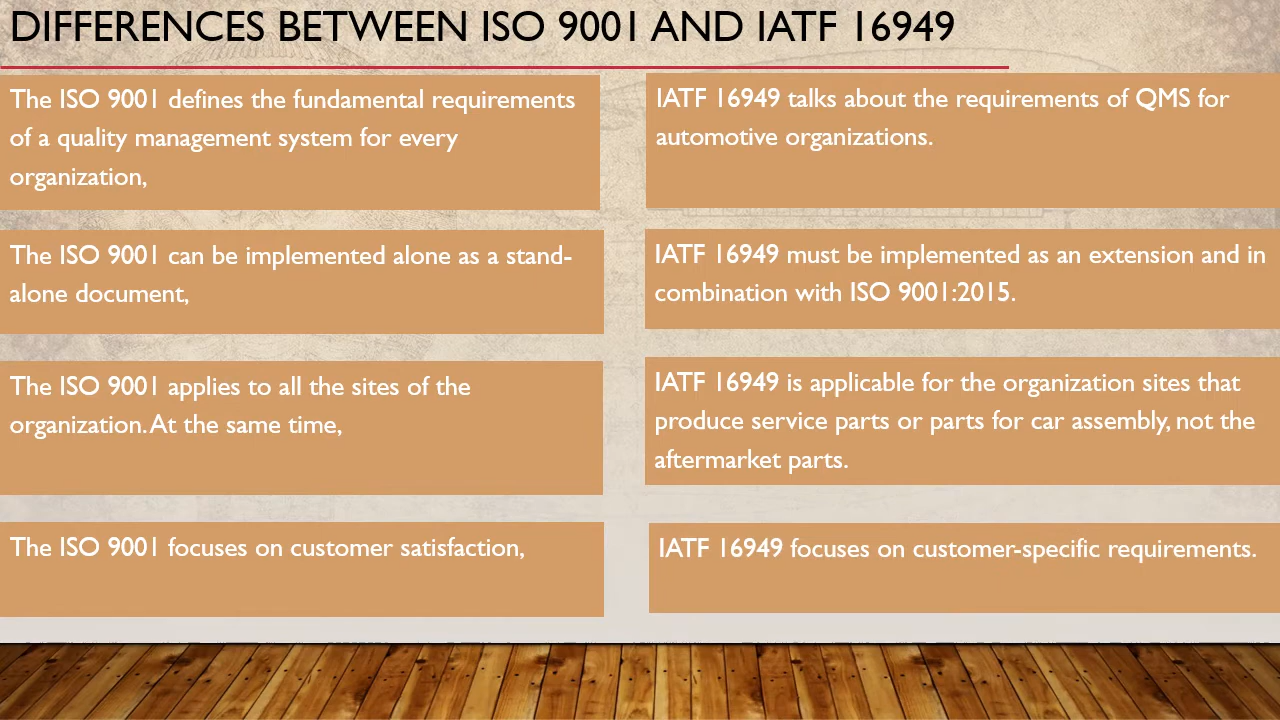 DIFFERENCES BETWEEN ISO 9001 AND IATF 16949
The ISO 9001 defines the fundamental requirements
of a quality management system for every
organization,
IATF 16949 talks about the requirements of QMS for
automotive organizations.
The ISO 9001 can be implemented alone as a stand-
alone document,
IATF 16949 must be implemented as an extension and in
combination with ISO 9001:2015.
The ISO 9001 applies to all the sites of the
organization. At the same time,
IATF 16949 is applicable for the organization sites that
produce service parts or parts for car assembly, not the
aftermarket parts.
The ISO 9001 focuses on customer satisfaction,
IATF 16949 focuses on customer-specific requirements.